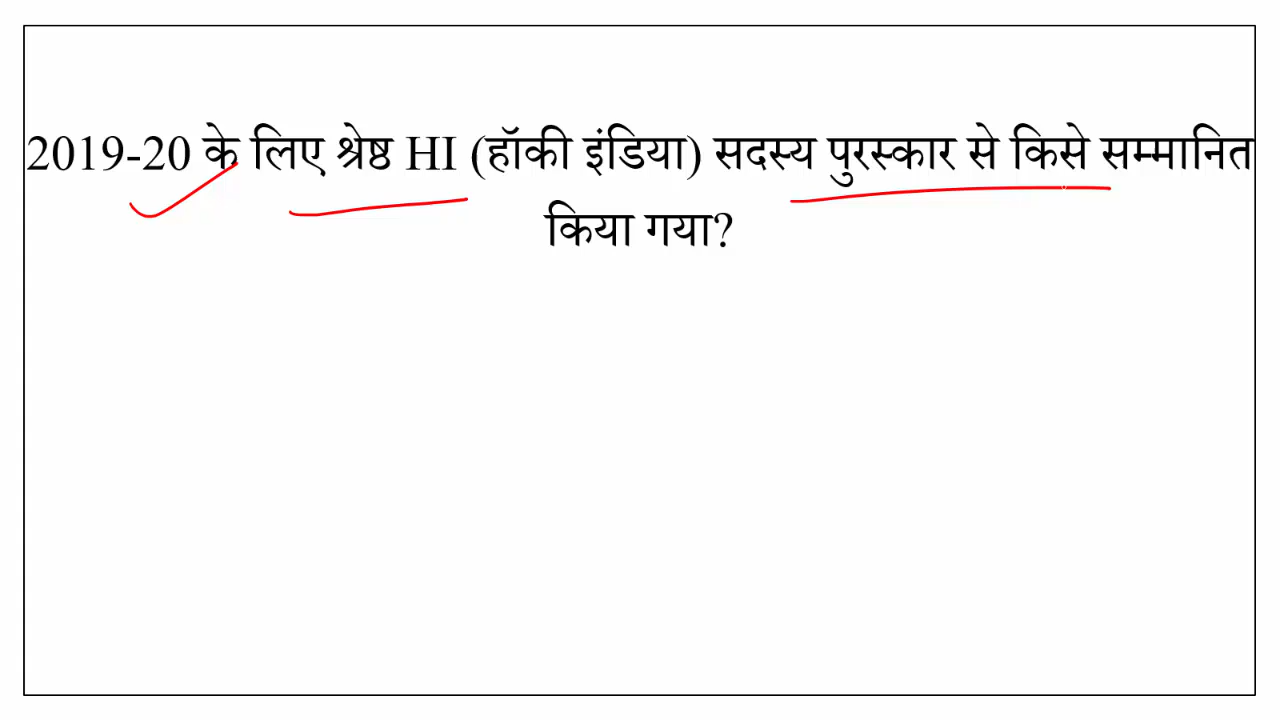 2019-20 के लिए श्रेष्ठ HI (हॉकी इंडिया) सदस्य पुरस्कार से किसे सम्मानित
किया गया?